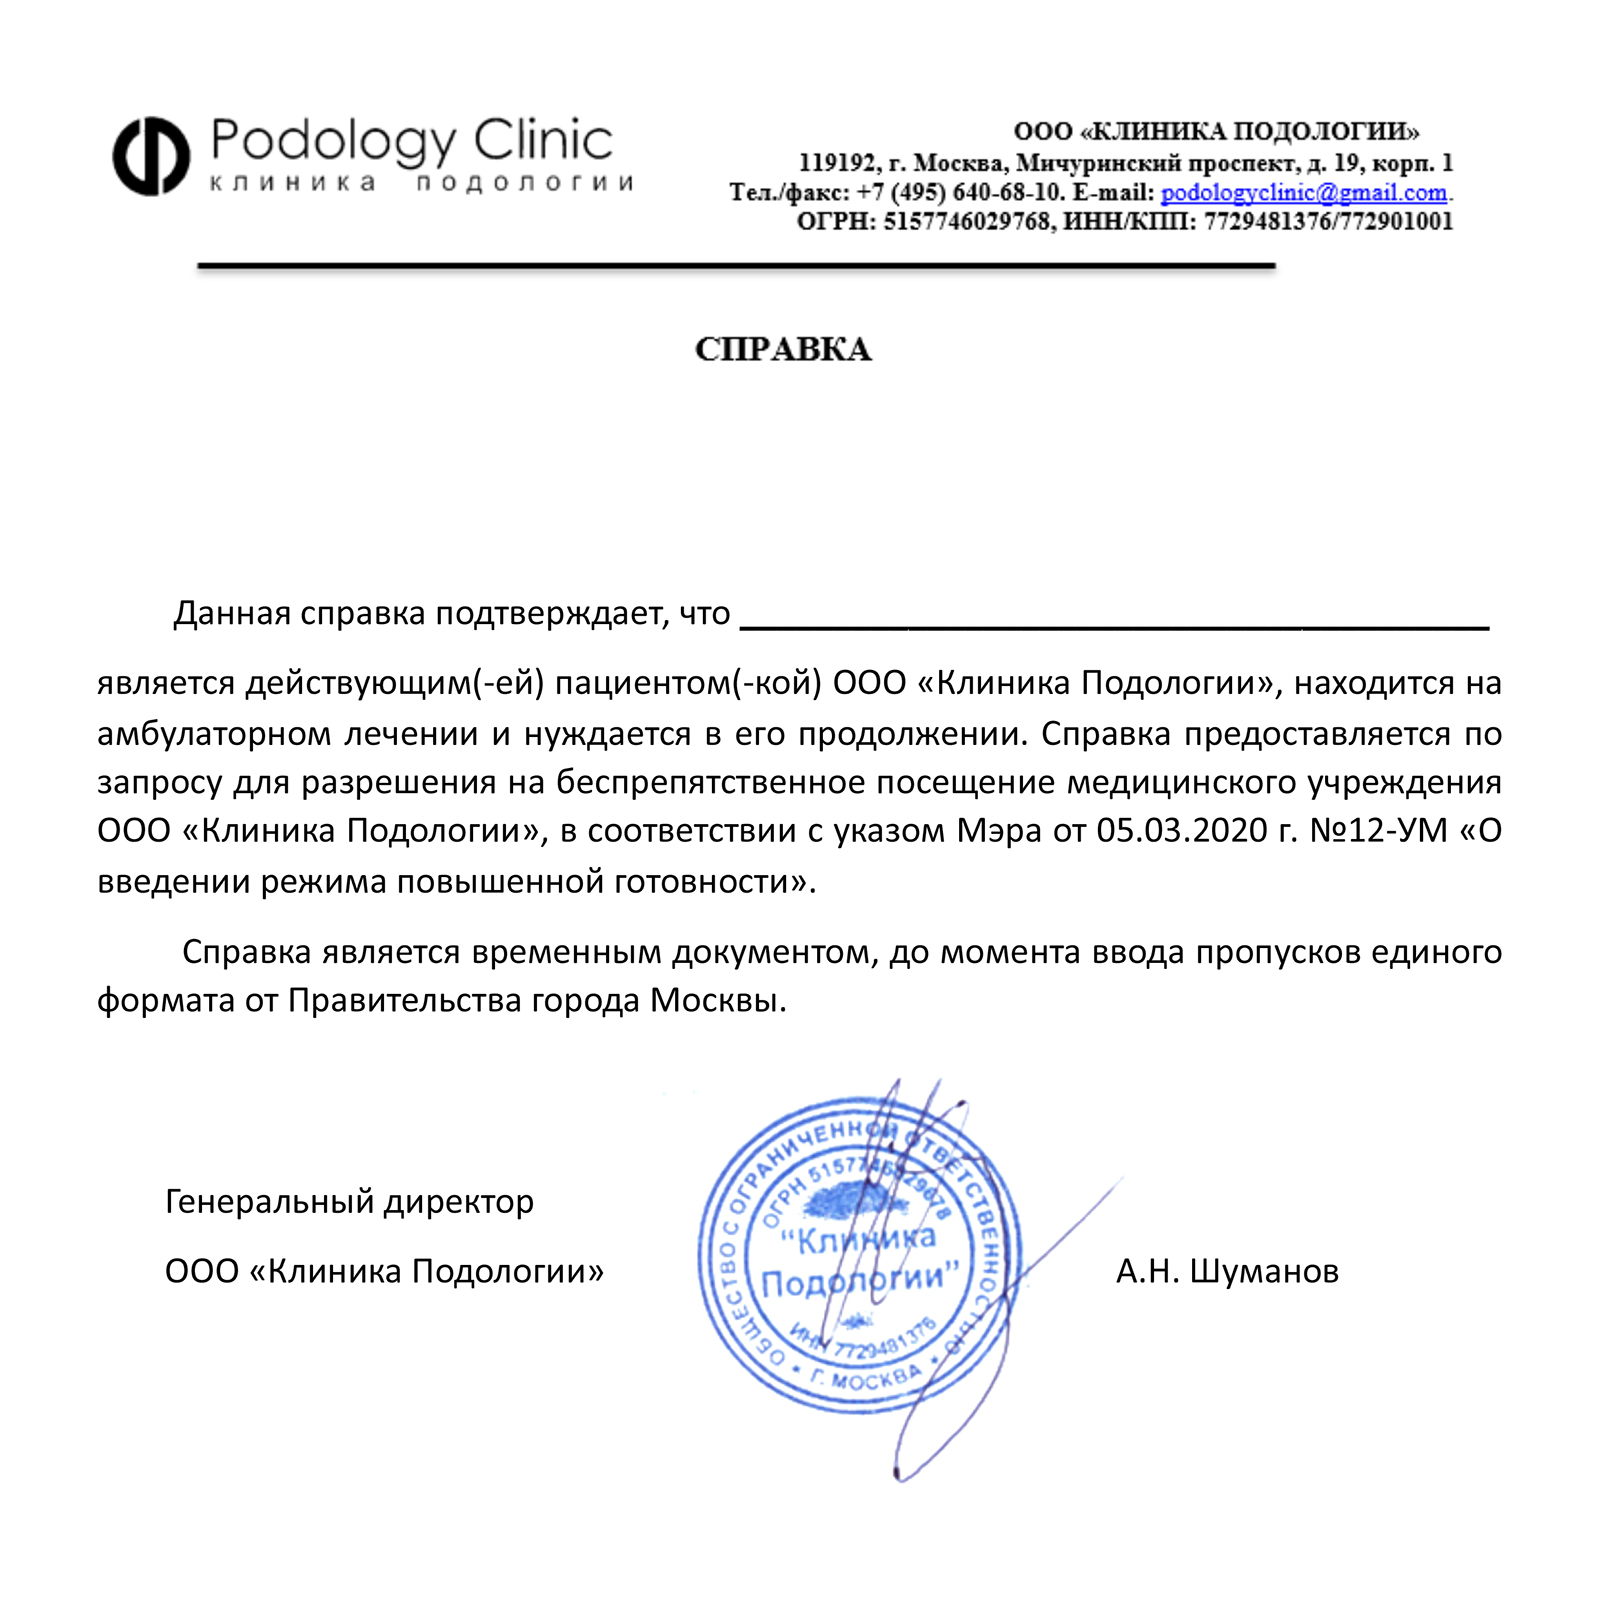 Podology Clinic
клиника подологии
ООО «КЛИНИКА ПОДОЛОГИИ»
119192, г. Москва, Мичуринский проспект, д. 19, корп. 1
Тел./факс: +7 (495) 640-68-10. E-mail: podologyclinic@gmail.com.
ОГРН: 5157746029768, ИНН/КПП: 7729481376/772901001
СПРАВКА
Данная справка подтверждает, что
является действующим(-ей) пациентом(-кой) ООО «Клиника Подологии», находится на
амбулаторном лечении и нуждается в его продолжении. Справка предоставляется по
запросу для разрешения на беспрепятственное посещение медицинского учреждения
ООО «Клиника Подологии», в соответствии с указом Мэра от 05.03.2020 г. №12-УМ «О
введении режима повышенной готовности».
Справка является временным документом, до момента ввода пропусков единого
формата от Правительства города Москвы.
Генеральный директор
ООО «Клиника Подологии»
А.Н. Шуманов
ОБЩЕСТВО С ОГРАНИЧЕННОЙ ОТВЕТСТВЕННОСТЬЮ
ОГРН
“Клиника
Подологии”
ИНН 7729481376
* Г. МОСКВА *